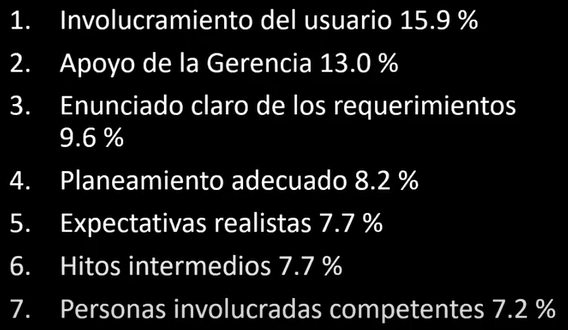 1. Involucramiento del usuario 15.9 %
2. Apoyo de la Gerencia 13.0 %
3. Enunciado claro de los requerimientos
9.6 %
4. Planeamiento adecuado 8.2 %
5. Expectativas realistas 7.7 %
6. Hitos intermedios 7.7 %
7. Personas involucradas competentes 7.2 %